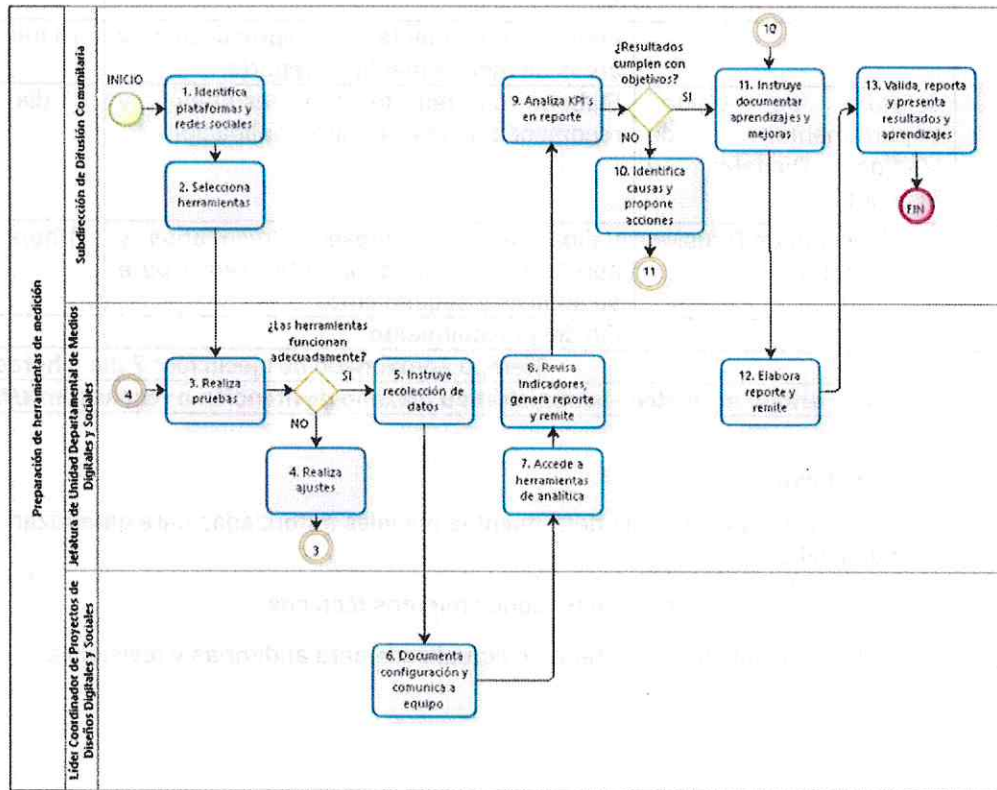 Preparación de herramientas de medición
Subdirección de Difusión Comunitaria
INICIO
1. Identifica
plataformas y
redes sociales
2. Selecciona
herramientas
9. Analiza KPI's
en reporte
¿Resultados
cumplen con
objetivos?
SI
NO
10. Identifica
causas y
propone
acciones
11
10
11. Instruye
documentar
aprendizajes y
mejoras
13. Valida, reporta
y presenta
resultados y
aprendizajes
FIN
Jefatura de Unidad Departamental de Medios
Digitales y Sociales
4
3. Realiza
pruebas
¿Las herramientas
funcionan
adecuadamente?
SI
NO
4. Realiza
ajustes
3
5. Instruye
recolección de
datos
8. Revisa
Indicadores,
genera reporte
y remite
7. Accede a
herramientas
de analítica
12. Elabora
reporte y
remite
Líder Coordinador de Proyectos de
Diseños Digitales y Sociales
6. Documenta
configuración y
comunica a
equipo